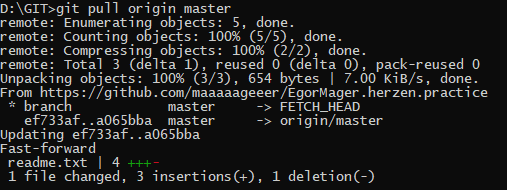 D:\GIT>git pull origin master
remote: Enumerating objects: 5, done.
remote: Counting objects: 100% (5/5), done.
remote: Compressing objects: 100% (2/2), done.
remote: Total 3 (delta 1), reused 0 (delta 0), pack-reused 0
Unpacking objects: 100% (3/3), 654 bytes | 7.00 KiB/s, done.
From https://github.com/maaaaageeer/EgorMager.herzen.practice
 * branch            master     -> FETCH_HEAD
   ef733af..a065bba  master     -> origin/master
Updating ef733af..a065bba
Fast-forward
 readme.txt | 4 +++-
 1 file changed, 3 insertions(+), 1 deletion(-)